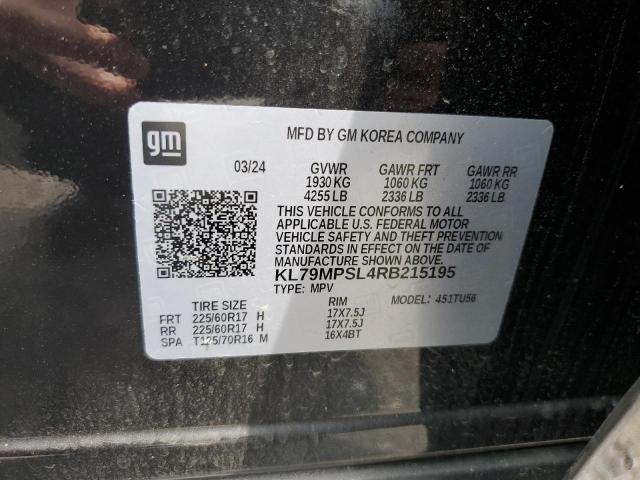 gm
MFD BY GM KOREA COMPANY
03/24 GVWR GAWR FRT GAWR RR
1930 KG 1060 KG 1060 KG
4255 LB 2336 LB 2336 LB
THIS VEHICLE CONFORMS TO ALL
APPLICABLE U.S. FEDERAL MOTOR
VEHICLE SAFETY AND THEFT PREVENTION
STANDARDS IN EFFECT ON THE DATE OF
MANUFACTURE SHOWN ABOVE.
KL79MPSL4RB215195
TYPE: MPV MODEL: 451TU56
TIRE SIZE RIM
FRT 225/60R17 H 17X7.5J
RR 225/60R17 H 17X7.5J
SPA T125/70R16 M 16X4BT